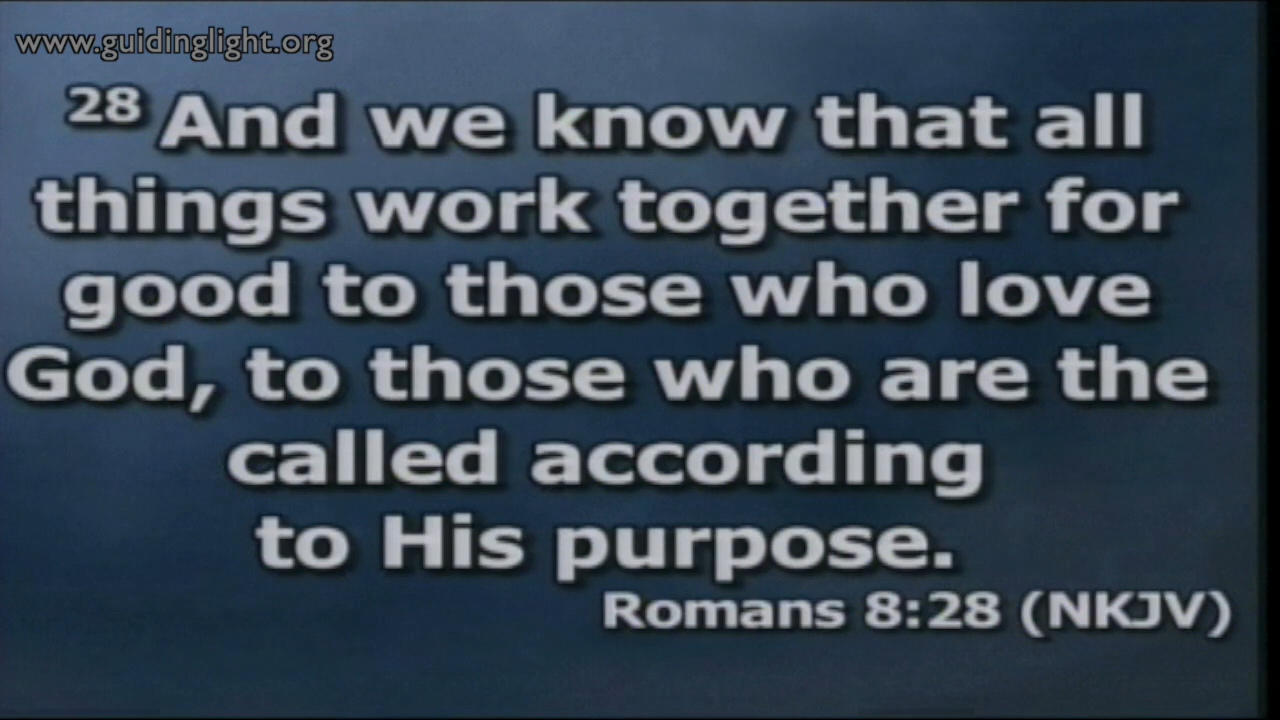 www.guidinglight.org
28 And we know that all
things work together for
good to those who love
God, to those who are the
called according
to His purpose.
Romans 8:28 (NKJV)